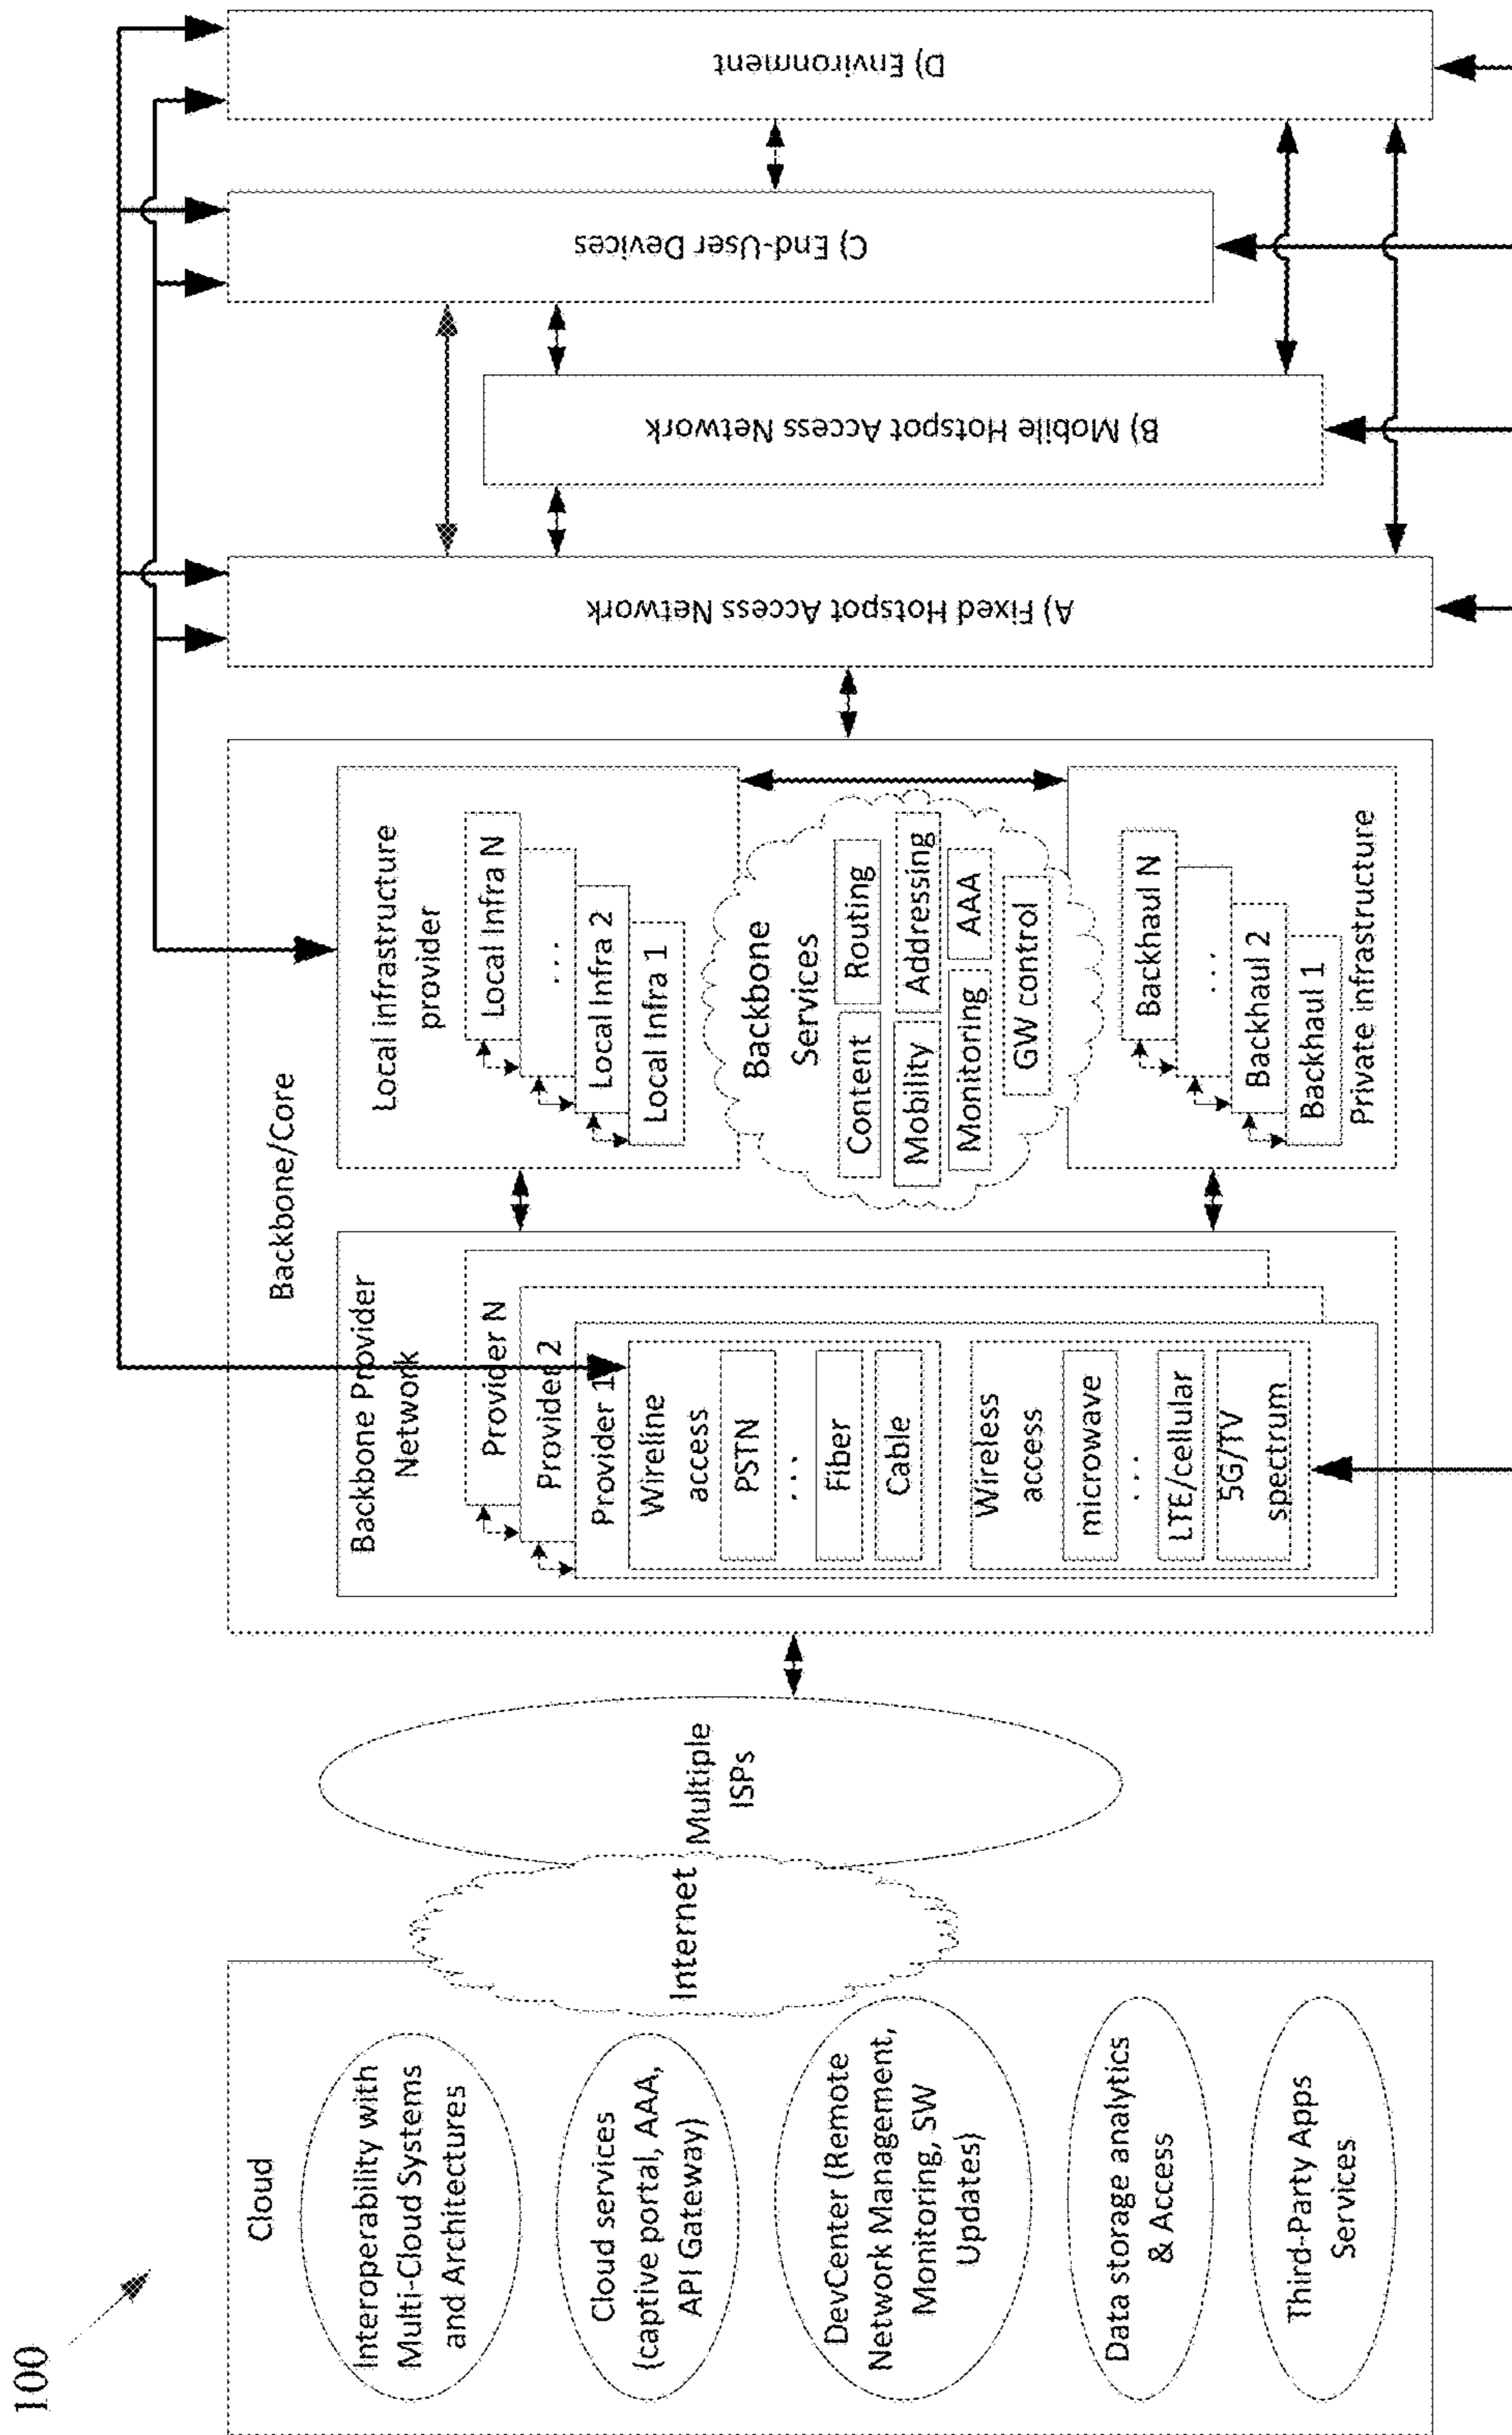 100
Cloud
Interoperability with
Multi-Cloud Systems
and Architectures
Cloud services
(captive portal, AAA,
API Gateway)
DevCenter (Remote
Network Management,
Monitoring, SW
Updates)
Data storage analytics
& Access
Third-Party Apps
Services
Internet
Multiple
ISPs
Backbone/Core
Backbone Provider
Network
Provider N
Provider 2
Provider 1
Wireline
access
PSTN
...
Fiber
Cable
Wireless
access
microwave
...
LTE/cellular
5G/TV
spectrum
Local infrastructure
provider
Local Infra N
...
Local Infra 2
Local Infra 1
Backbone
Services
Content
Routing
Mobility
Addressing
Monitoring
AAA
GW control
Backhaul N
...
Backhaul 2
Backhaul 1
Private infrastructure
A) Fixed Hotspot Access Network
B) Mobile Hotspot Access Network
C) End-User Devices
D) Environment